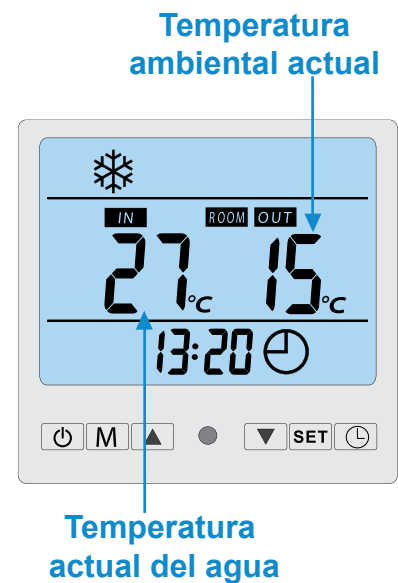 Temperatura
ambiental actual
IN ROOM OUT
27°C 15°C
13:20
M SET
Temperatura
actual del agua